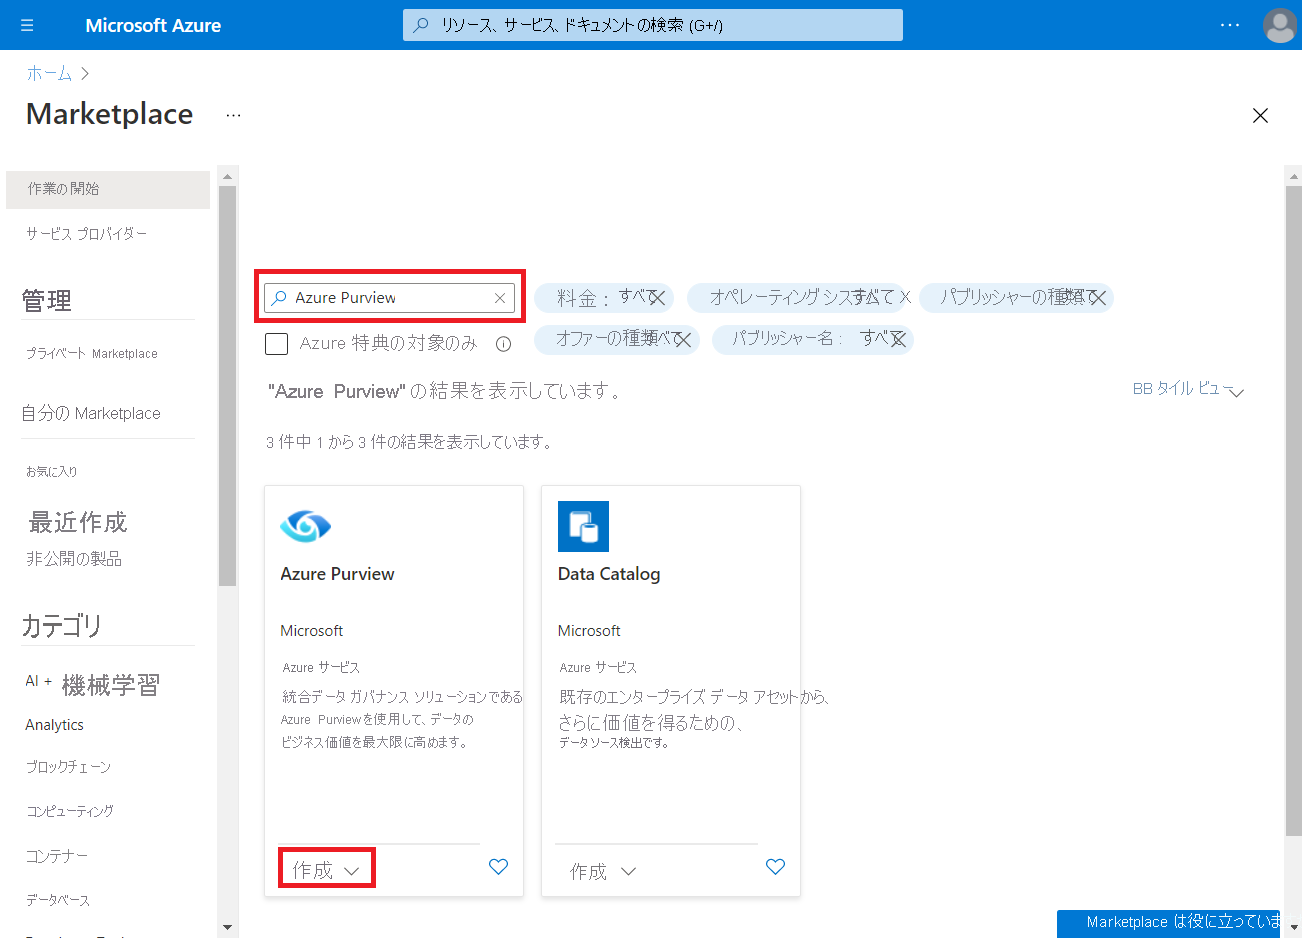 Microsoft Azure
リソース、サービス、ドキュメントの検索 (G+/)
ホーム
Marketplace
作業の開始
サービス プロバイダー
管理
プライベート Marketplace
自分の Marketplace
お気に入り
最近作成
非公開の製品
カテゴリ
AI + 機械学習
Analytics
ブロックチェーン
コンピューティング
コンテナー
データベース
Azure Purview
料金 : すべて
オペレーティング システム すべて
パブリッシャーの種類 すべて
Azure 特典の対象のみ
オファーの種類 すべて
パブリッシャー名 : すべて
"Azure Purview" の結果を表示しています。
BB タイル ビュー
3 件中 1 から 3 件の結果を表示しています。
Azure Purview
Microsoft
Azure サービス
統合データ ガバナンス ソリューションである
Azure Purviewを使用して、データの
ビジネス価値を最大限に高めます。
作成
Data Catalog
Microsoft
Azure サービス
既存のエンタープライズ データ アセットから、
さらに価値を得るための、
データソース検出です。
作成
Marketplace は役に立っていま